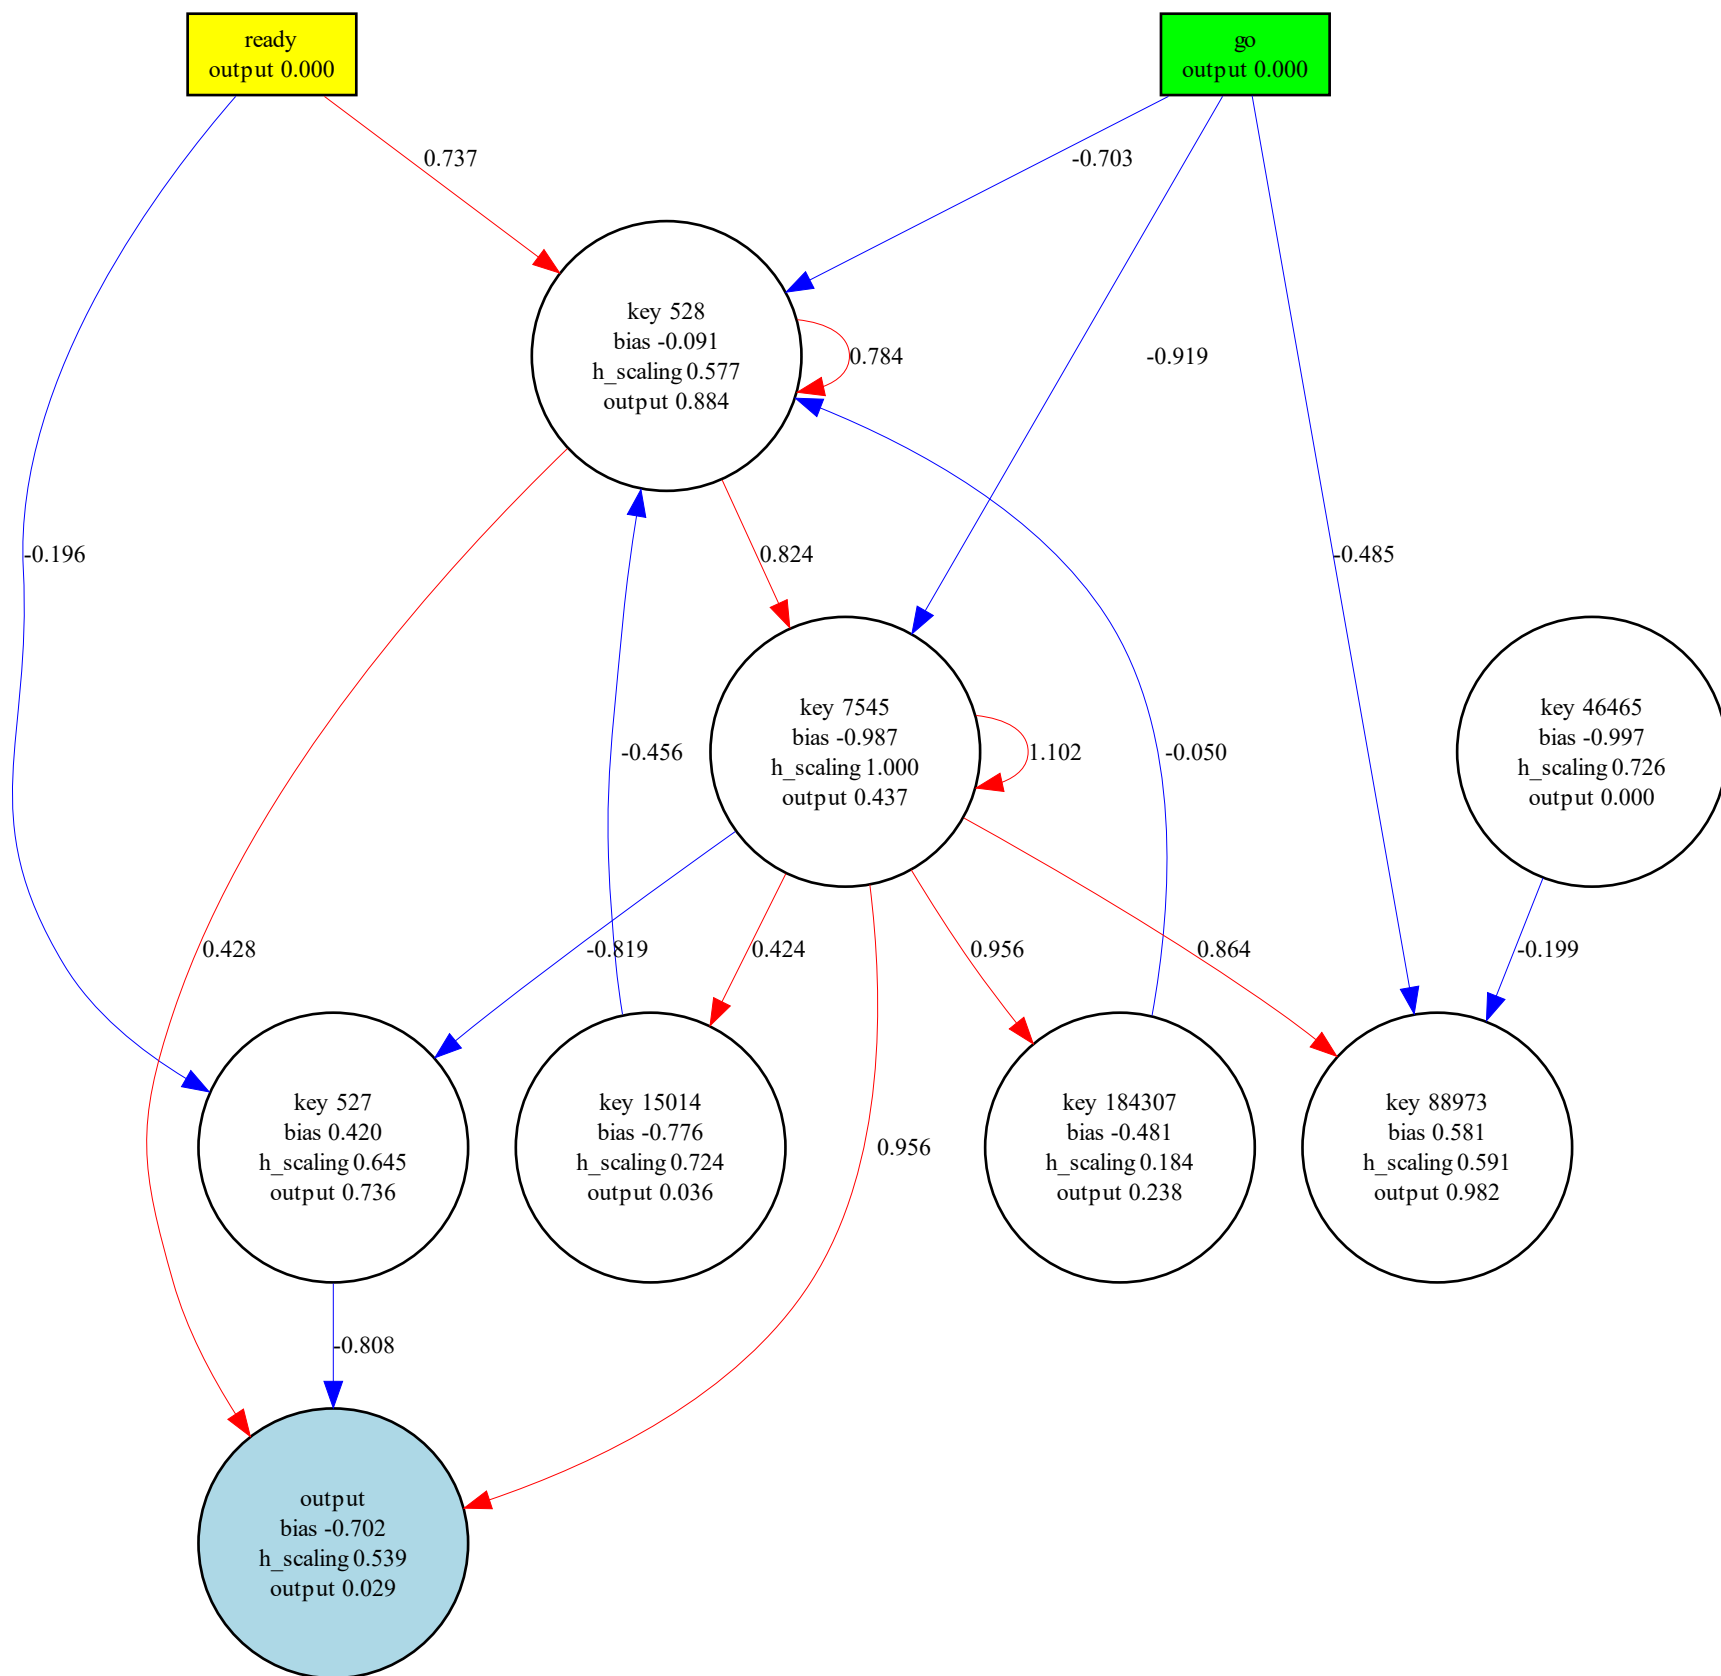 ready
output 0.000
go
output 0.000
0.737
-0.703
key 528
bias -0.091
h_scaling 0.577
output 0.884
0.784
-0.919
-0.196
0.824
-0.485
key 7545
bias -0.987
h_scaling 1.000
output 0.437
1.102
-0.456
-0.050
key 46465
bias -0.997
h_scaling 0.726
output 0.000
0.428
-0.819
0.424
0.956
0.864
-0.199
key 527
bias 0.420
h_scaling 0.645
output 0.736
key 15014
bias -0.776
h_scaling 0.724
output 0.036
0.956
key 184307
bias -0.481
h_scaling 0.184
output 0.238
key 88973
bias 0.581
h_scaling 0.591
output 0.982
-0.808
output
bias -0.702
h_scaling 0.539
output 0.029